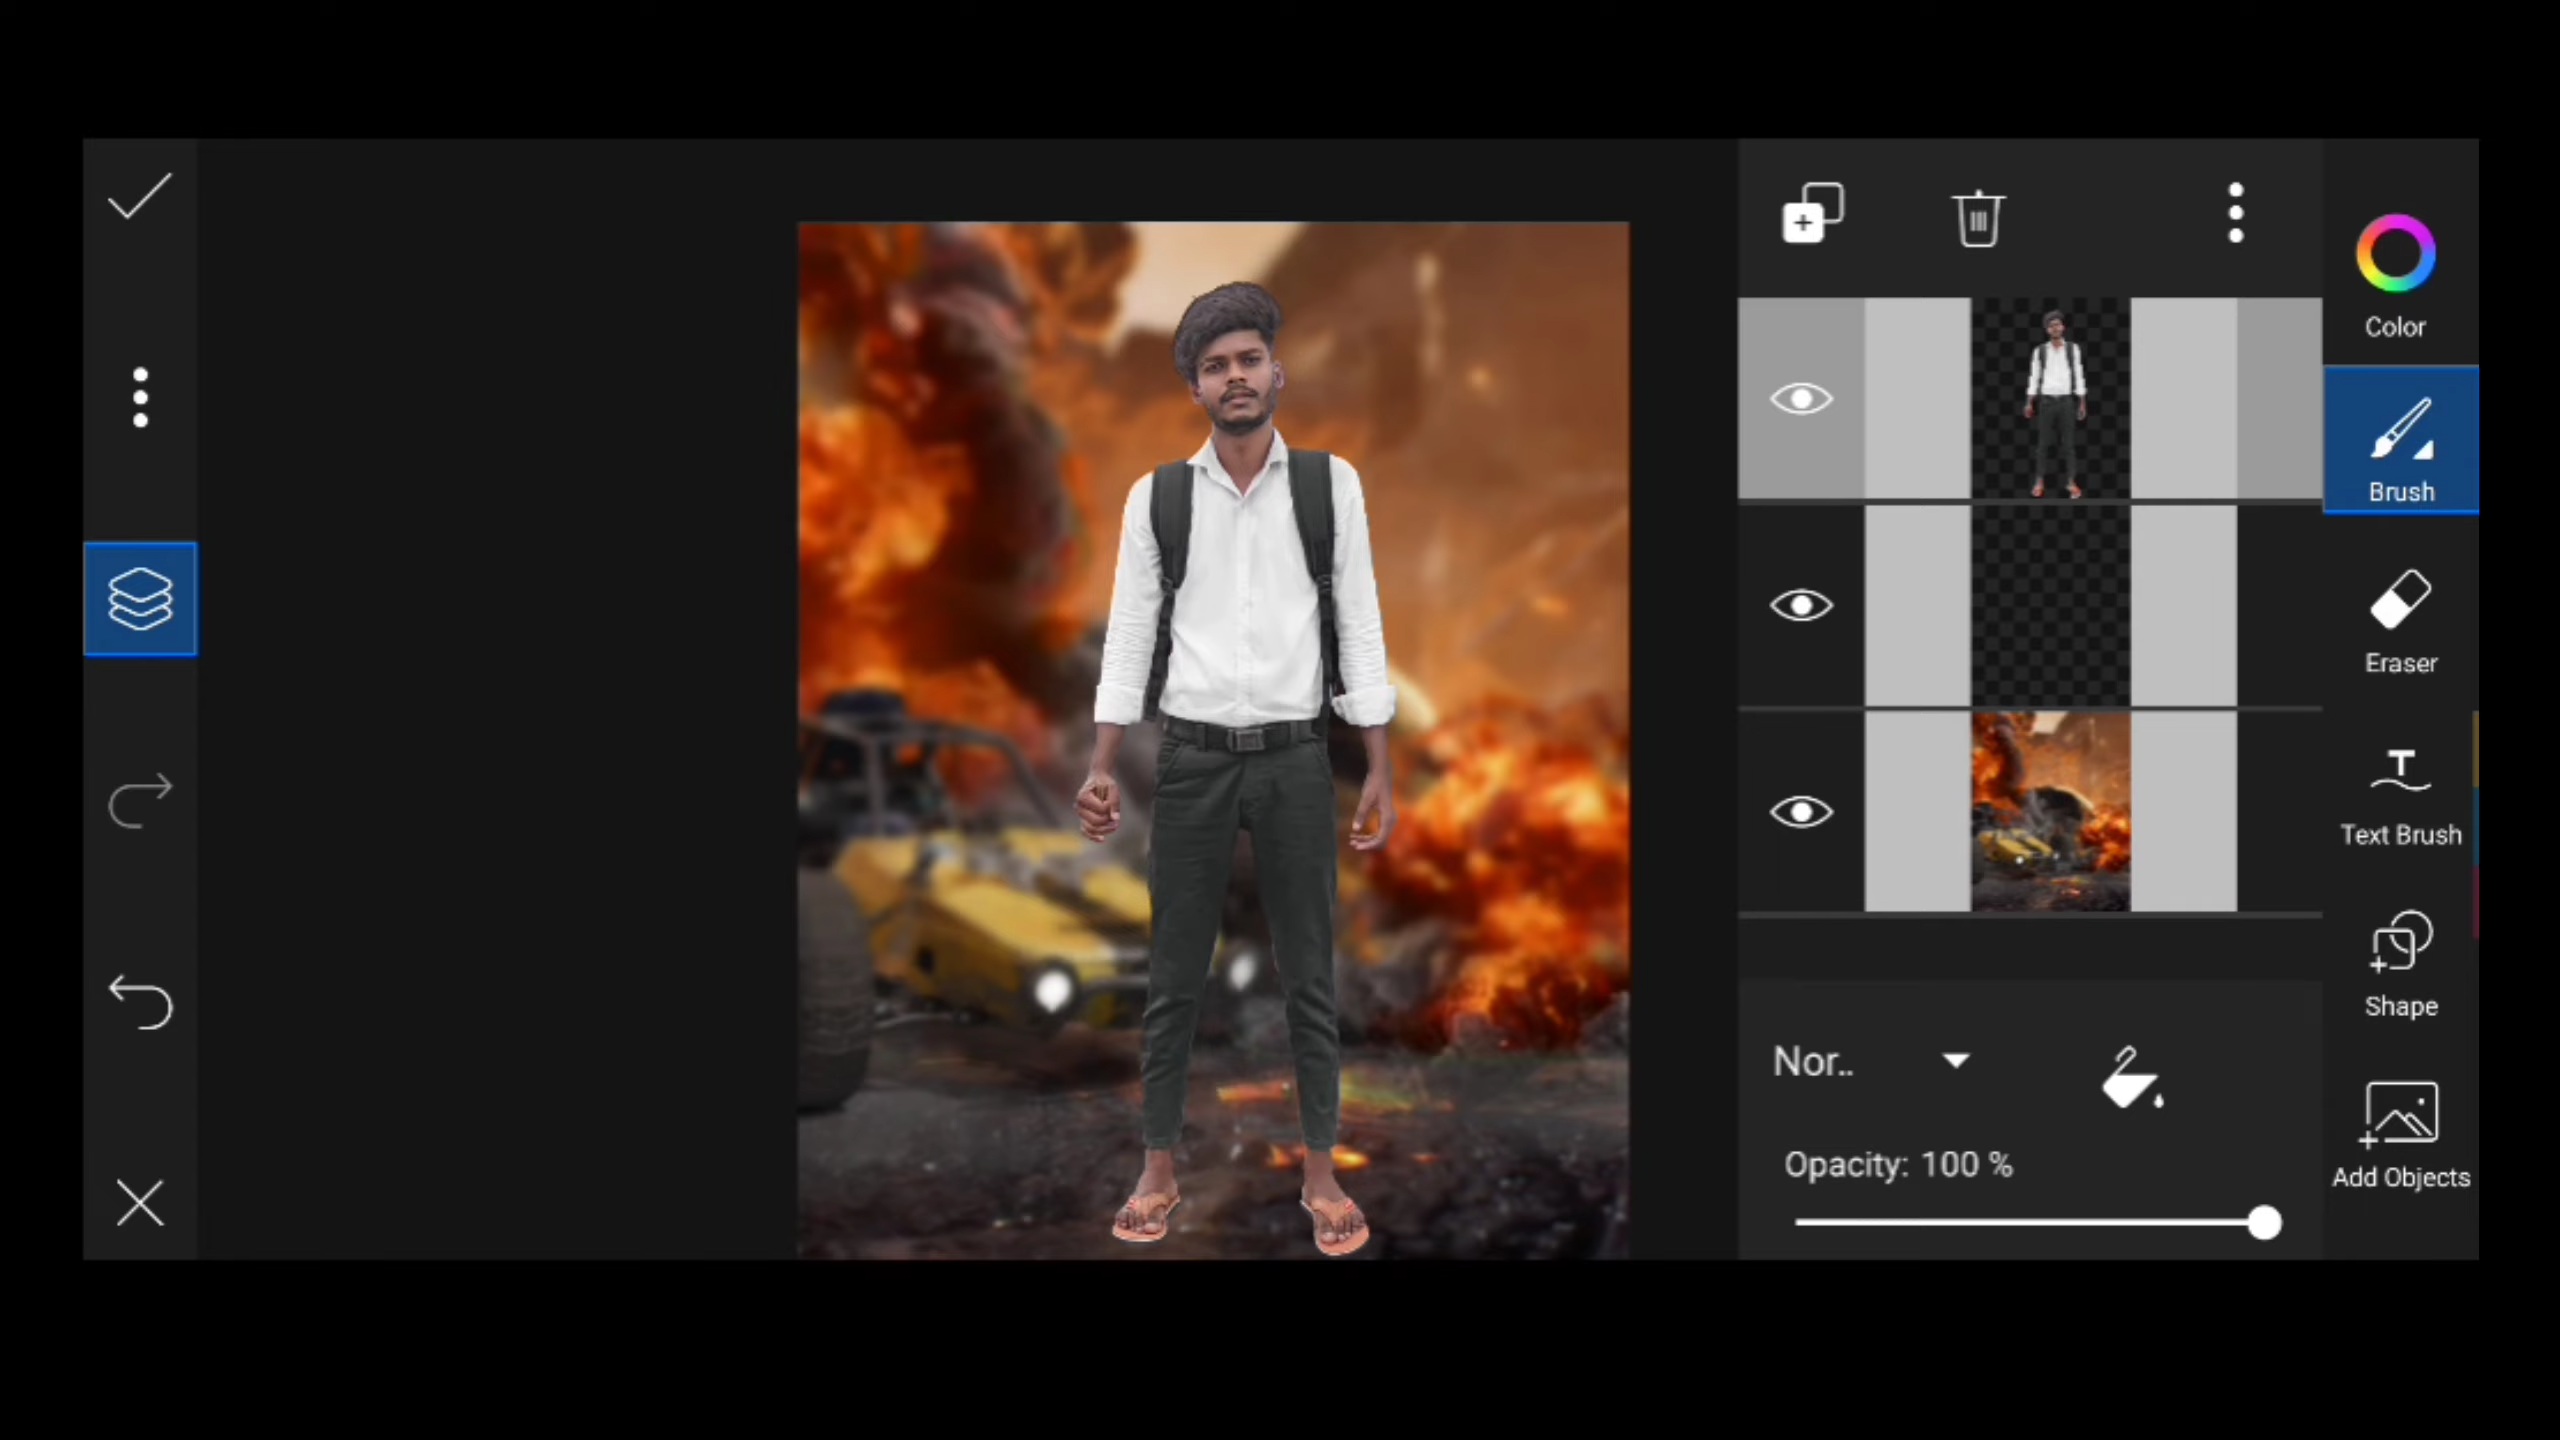 Color
Brush
Eraser
Text Brush
Shape
Nor..
Opacity: 100 %
Add Objects